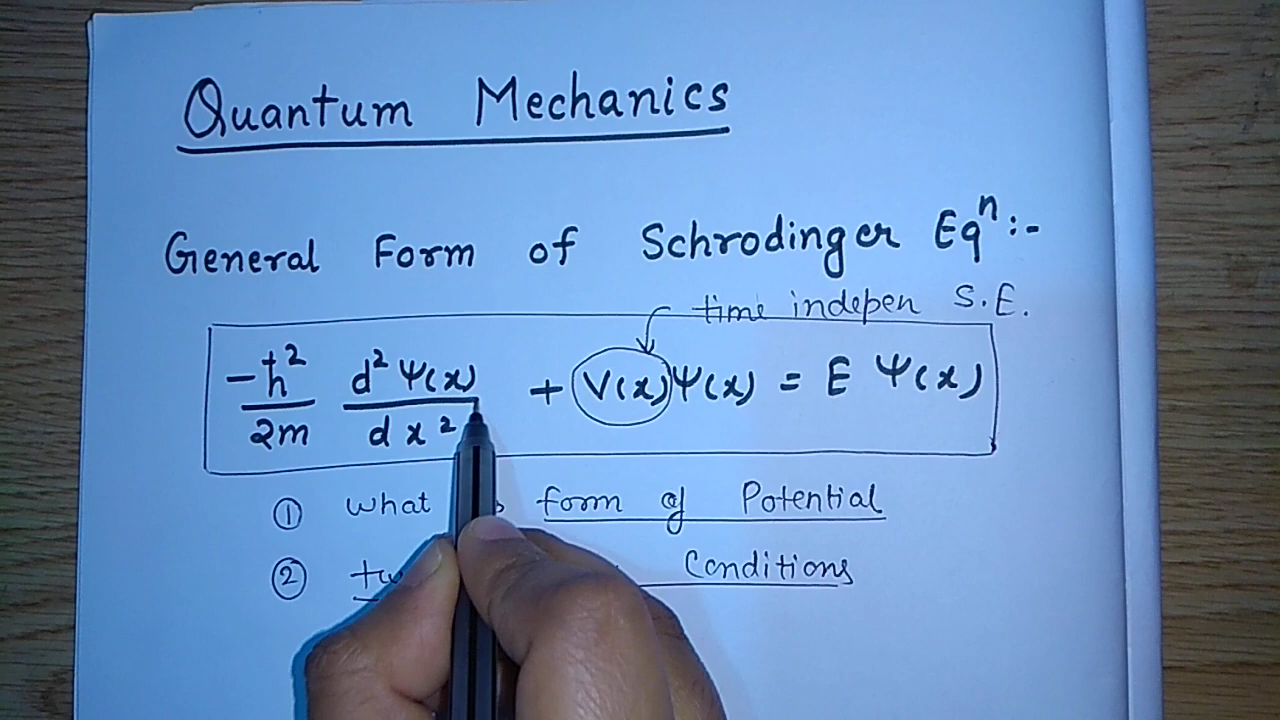 Quantum Mechanics
General Form of Schrodinger Eqⁿ:-
time indepen S.E.
-ħ²/2m d²Ψ(x)/dx² + V(x)Ψ(x) = E Ψ(x)
① What form of Potential
② Conditions